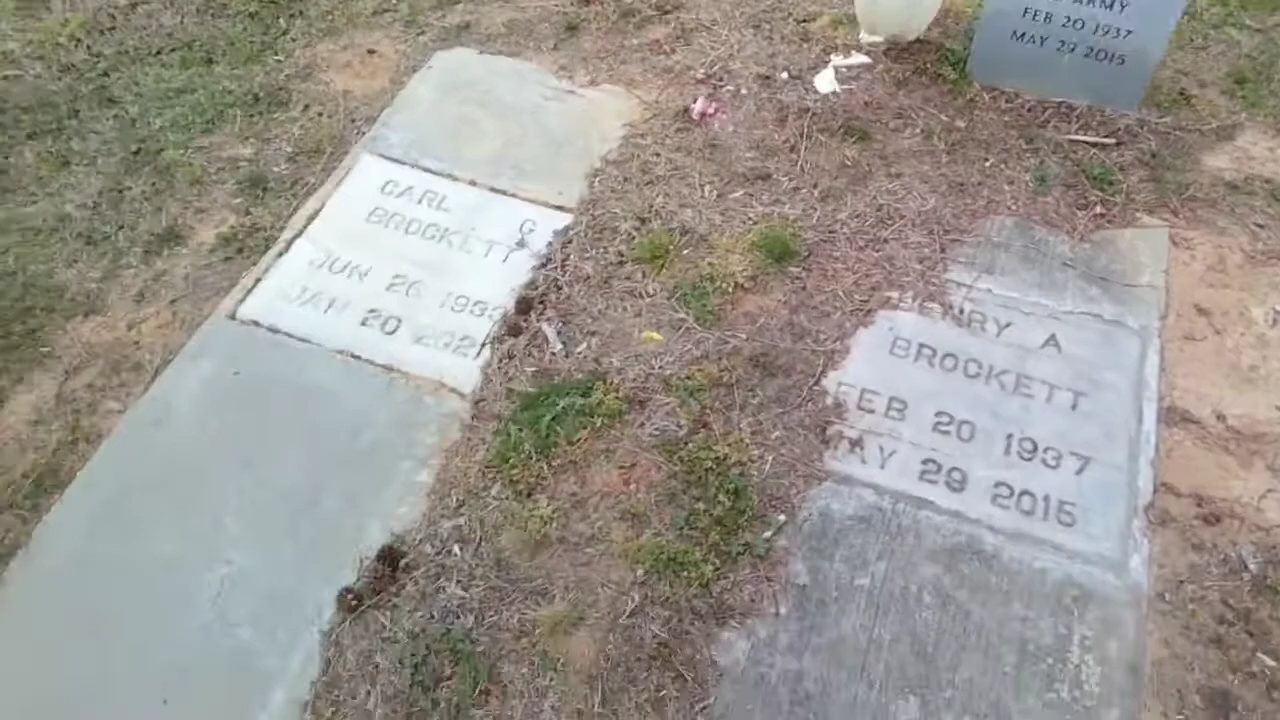 ARMY
FEB 20 1937
MAY 29 2015
CARL G
BROCKETT
JUN 26
JAN 20 2021
HENRY A
BROCKETT
FEB 20 1937
MAY 29 2015